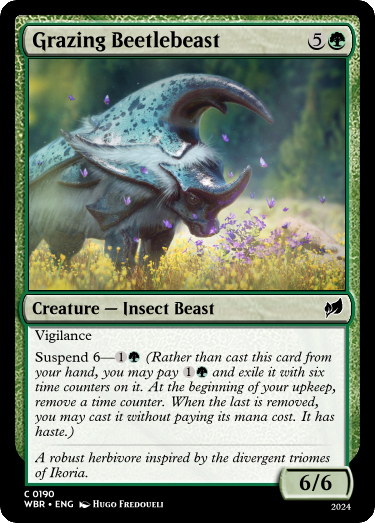 Grazing Beetlebeast 5
Creature — Insect Beast
Vigilance
Suspend 6—1 (Rather than cast this card from
your hand, you may pay 1 and exile it with six
time counters on it. At the beginning of your upkeep,
remove a time counter. When the last is removed,
you may cast it without paying its mana cost. It has
haste.)
A robust herbivore inspired by the divergent triomes
of Ikoria.
6/6
C 0190
WBR • ENG Hugo Fredoueli
2024